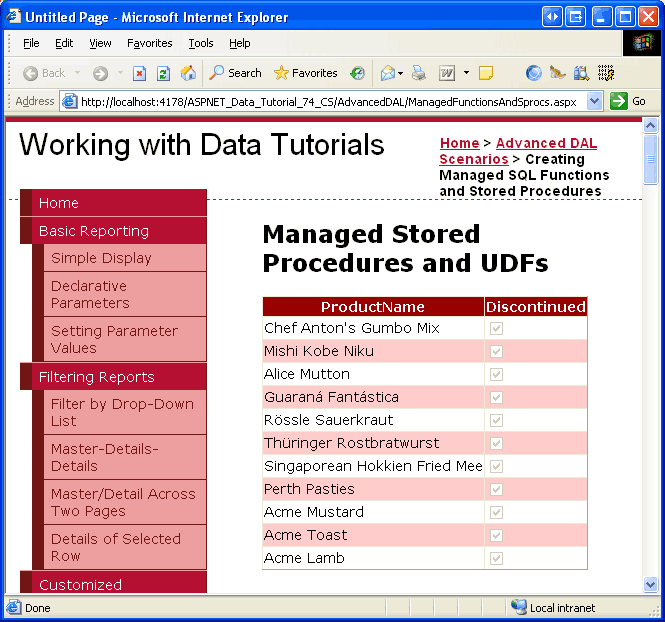 Untitled Page - Microsoft Internet Explorer
File Edit View Favorites Tools Help
Back Search Favorites
Address http://localhost:4178/ASPNET_Data_Tutorial_74_CS/AdvancedDAL/ManagedFunctionsAndSprocs.aspx Go
Working with Data Tutorials
Home > Advanced DAL
Scenarios > Creating
Managed SQL Functions
and Stored Procedures
Home
Basic Reporting
Simple Display
Declarative
Parameters
Setting Parameter
Values
Filtering Reports
Filter by Drop-Down
List
Master-Details-
Details
Master/Detail Across
Two Pages
Details of Selected
Row
Customized
Managed Stored
Procedures and UDFs
ProductName Discontinued
Chef Anton's Gumbo Mix
Mishi Kobe Niku
Alice Mutton
Guaraná Fantástica
Rössle Sauerkraut
Thüringer Rostbratwurst
Singaporean Hokkien Fried Mee
Perth Pasties
Acme Mustard
Acme Toast
Acme Lamb
Done Local intranet